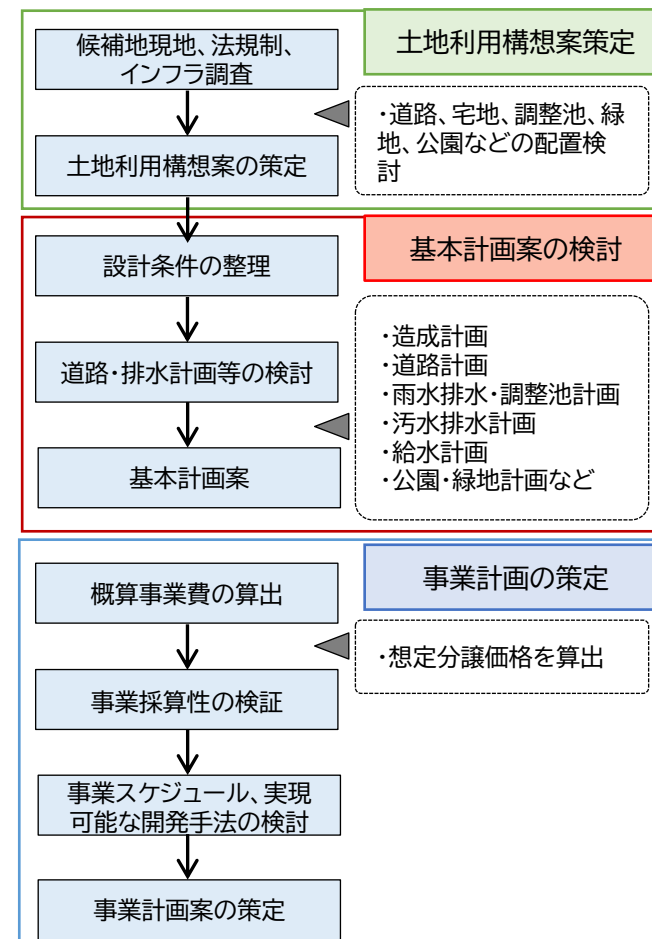 土地利用構想案策定
候補地現地、法規制、
インフラ調査
・道路、宅地、調整池、緑
地、公園などの配置検
討
土地利用構想案の策定
基本計画案の検討
設計条件の整理
道路・排水計画等の検討
・造成計画
・道路計画
・雨水排水・調整池計画
・汚水排水計画
・給水計画
・公園・緑地計画など
基本計画案
事業計画の策定
概算事業費の算出
・想定分譲価格を算出
事業採算性の検証
事業スケジュール、実現
可能な開発手法の検討
事業計画案の策定